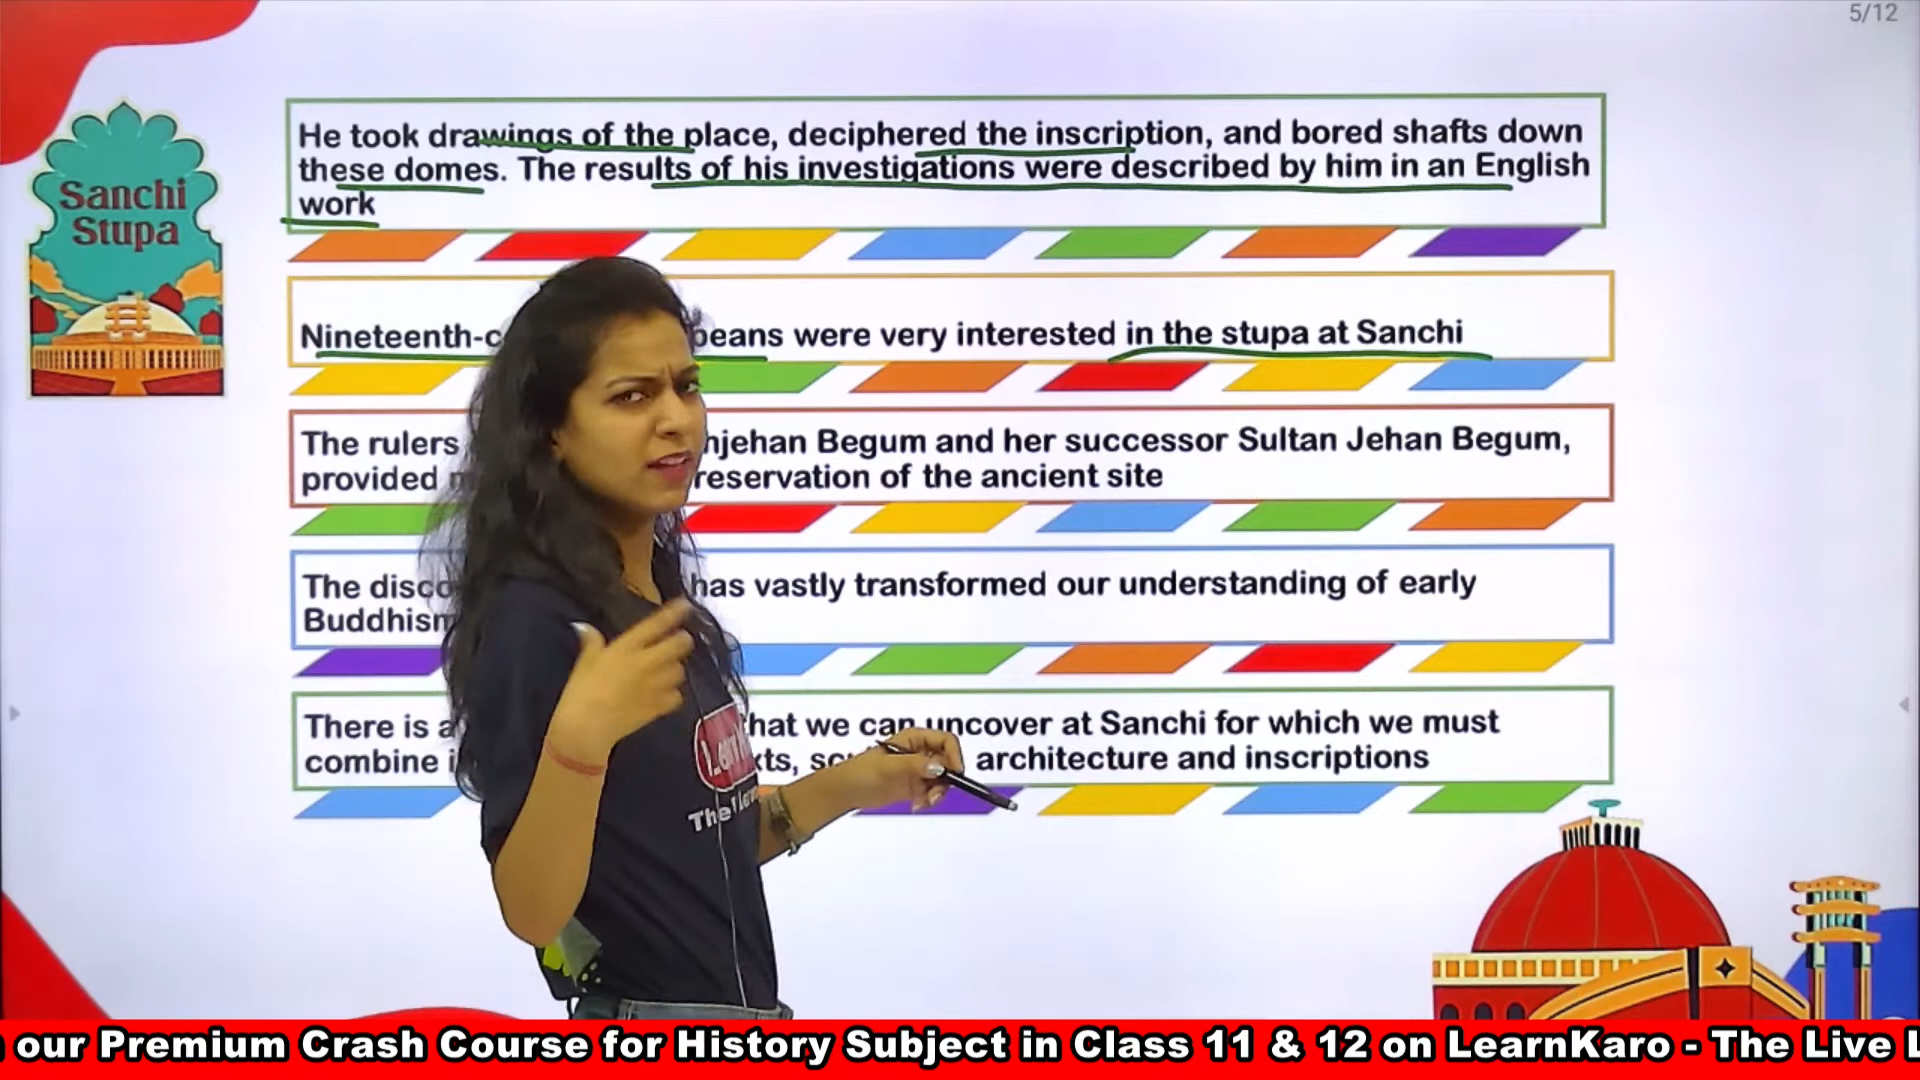 5/12
Sanchi
Stupa
He took drawings of the place, deciphered the inscription, and bored shafts down
these domes. The results of his investigations were described by him in an English
work
beans were very interested in the stupa at Sanchi
The rulers
njehan Begum and her successor Sultan Jehan Begum,
provided
reservation of the ancient site
The disco
has vastly transformed our understanding of early
Buddhism
There is a
that we can uncover at Sanchi for which we must
combine
architecture and inscriptions
The
our Premium Crash Course for History Subject in Class 11 & 12 on LearnKaro - The Live L